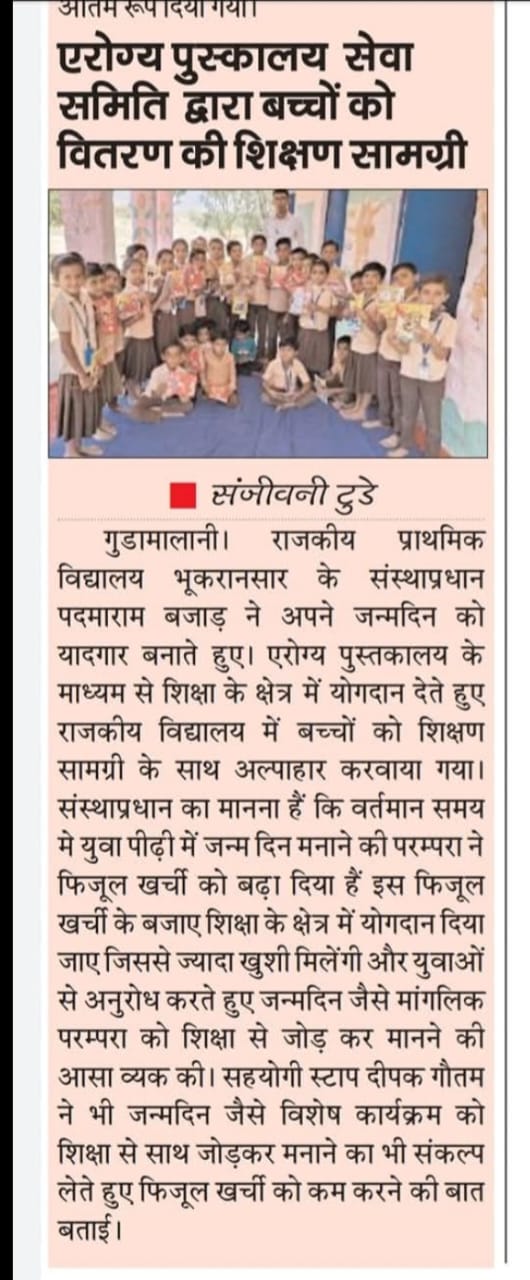 अंतिम रूप दिया गया।
एरोग्य पुस्कालय सेवा
समिति द्वारा बच्चों को
वितरण की शिक्षण सामग्री
संजीवनी टुडे
गुडामालानी। राजकीय प्राथमिक
विद्यालय भूकरानसार के संस्थाप्रधान
पदमाराम बजाड़ ने अपने जन्मदिन को
यादगार बनाते हुए। एरोग्य पुस्तकालय के
माध्यम से शिक्षा के क्षेत्र में योगदान देते हुए
राजकीय विद्यालय में बच्चों को शिक्षण
सामग्री के साथ अल्पाहार करवाया गया।
संस्थाप्रधान का मानना हैं कि वर्तमान समय
मे युवा पीढ़ी में जन्म दिन मनाने की परम्परा ने
फिजूल खर्ची को बढ़ा दिया हैं इस फिजूल
खर्ची के बजाए शिक्षा के क्षेत्र में योगदान दिया
जाए जिससे ज्यादा खुशी मिलेंगी और युवाओं
से अनुरोध करते हुए जन्मदिन जैसे मांगलिक
परम्परा को शिक्षा से जोड़ कर मानने की
आसा व्यक की। सहयोगी स्टाप दीपक गौतम
ने भी जन्मदिन जैसे विशेष कार्यक्रम को
शिक्षा से साथ जोड़कर मनाने का भी संकल्प
लेते हुए फिजूल खर्ची को कम करने की बात
बताई।